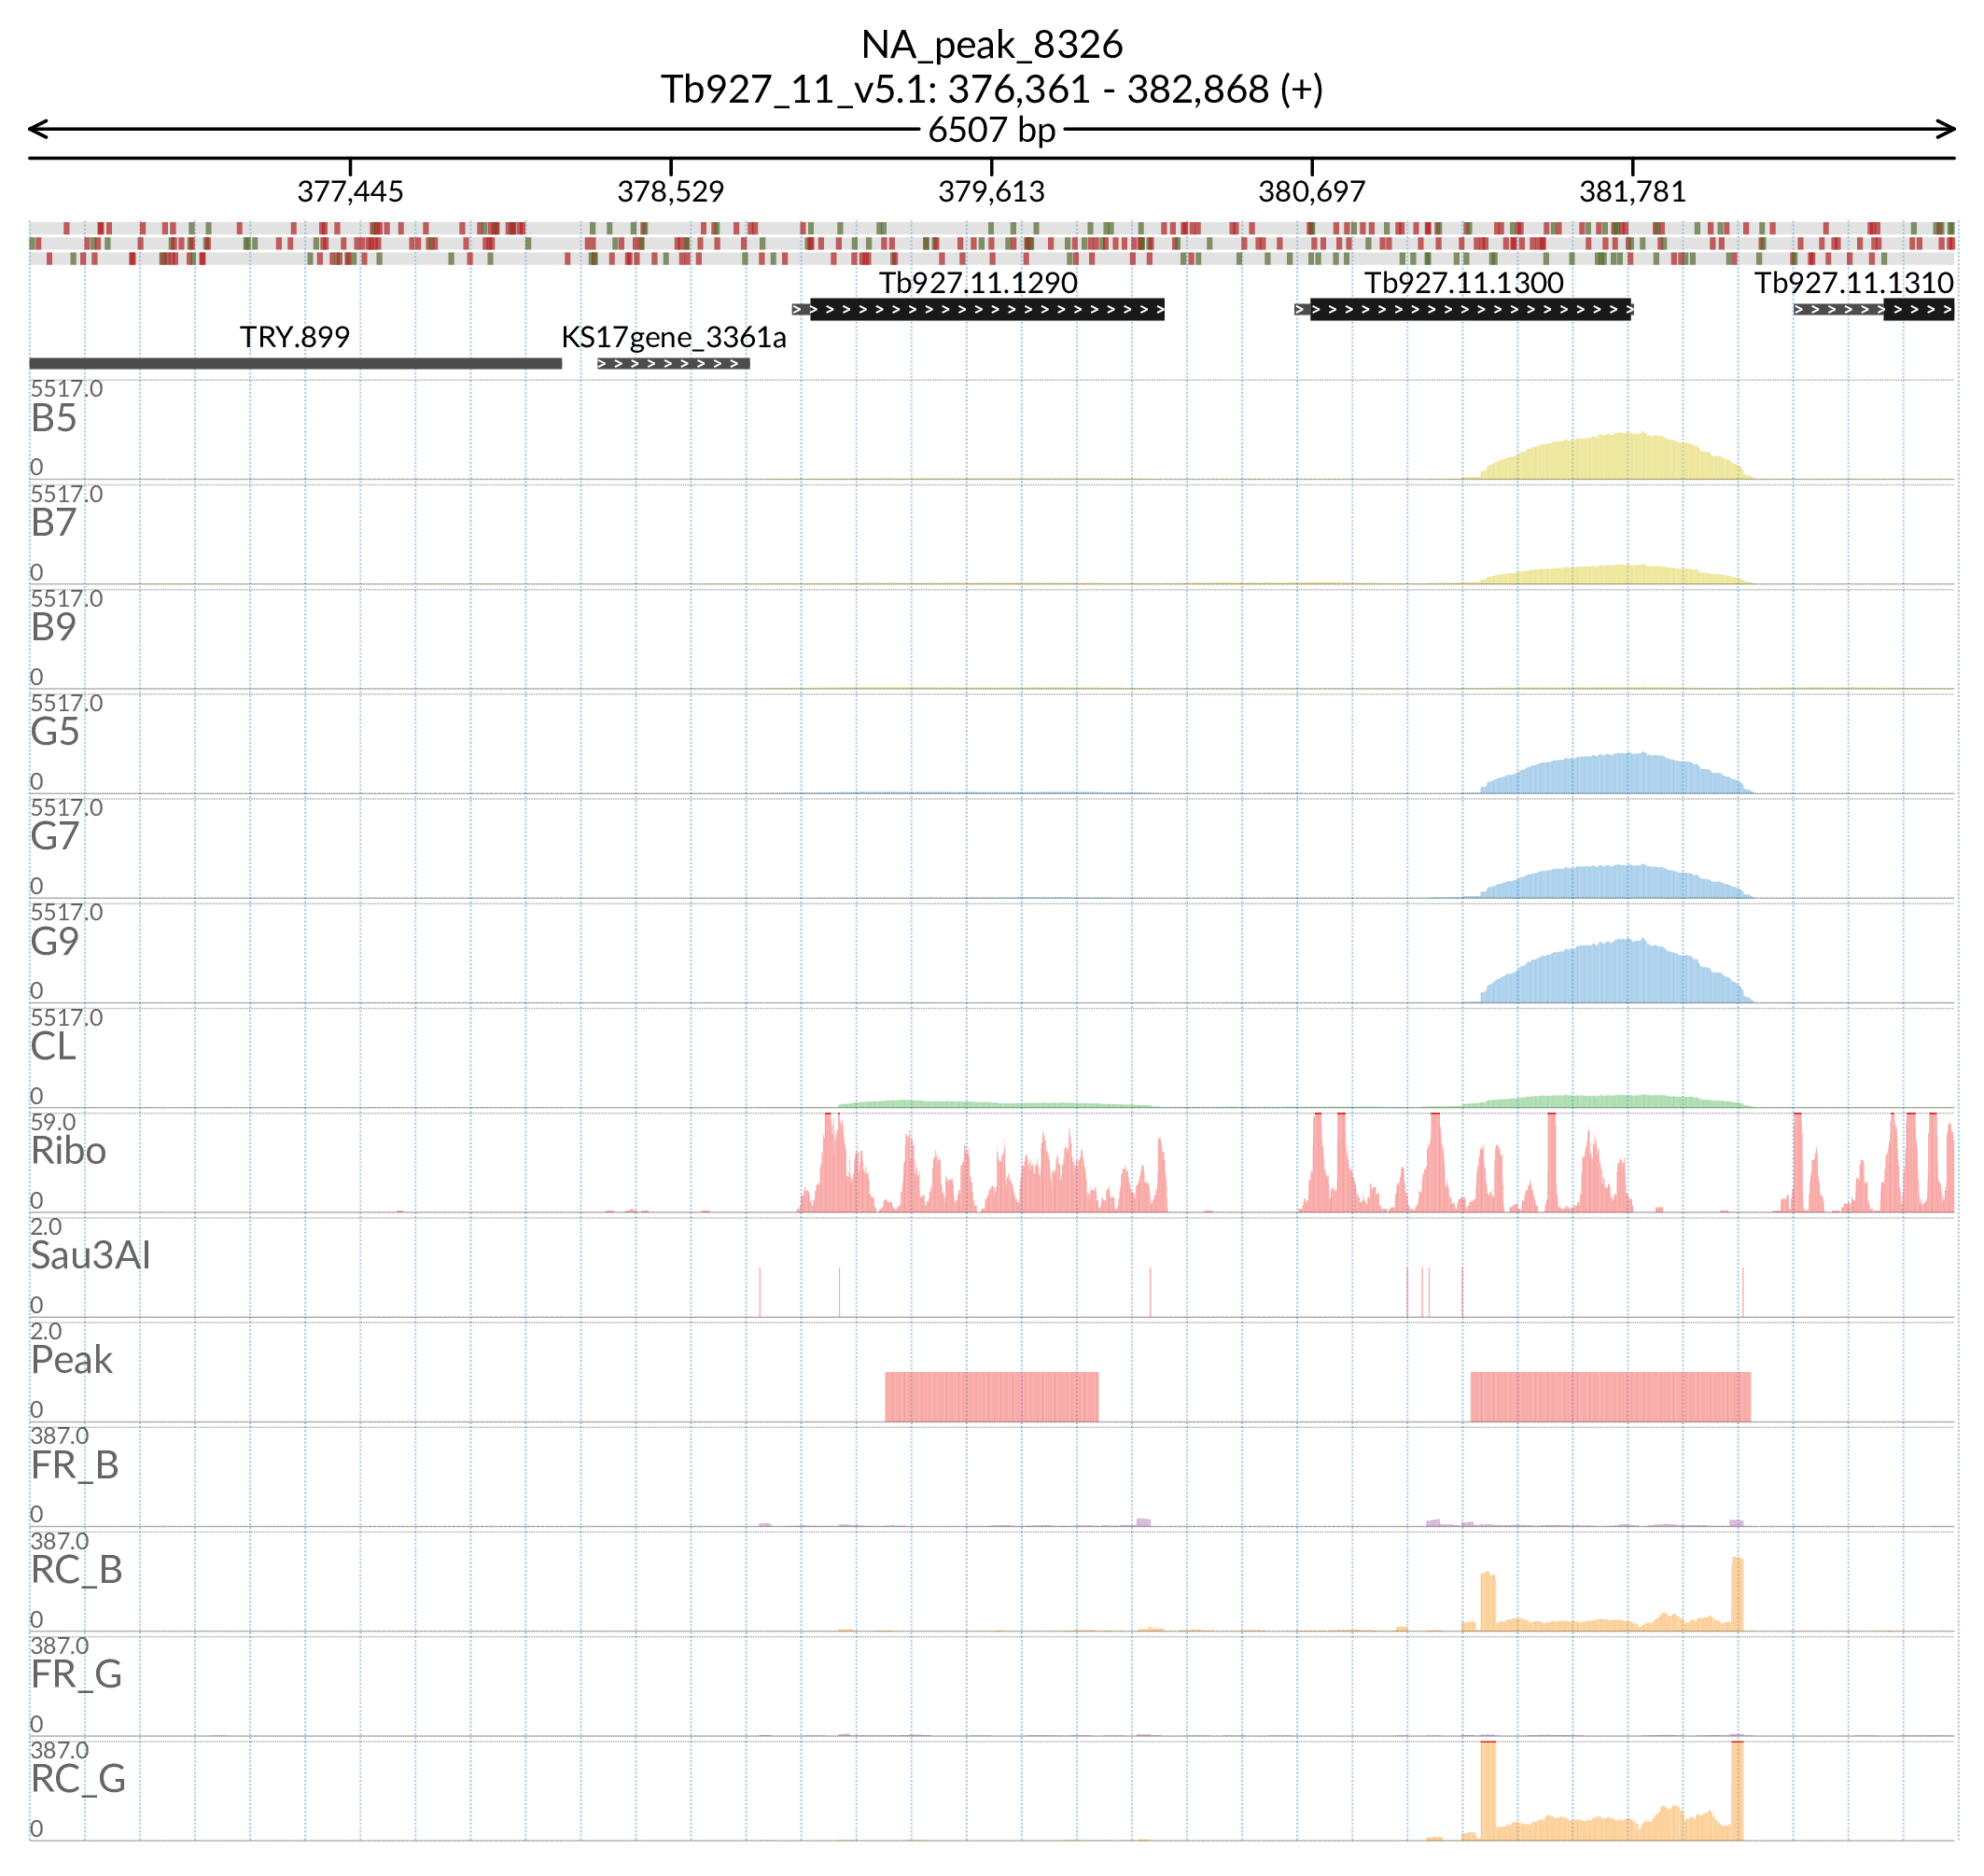 NA_peak_8326
Tb927_11_v5.1: 376,361 - 382,868 (+)
6507 bp
377,445 378,529 379,613 380,697 381,781
Tb927.11.1290 Tb927.11.1300 Tb927.11.1310
TRY.899 KS17gene_3361a
5517.0
B5
0
5517.0
B7
0
5517.0
B9
0
5517.0
G5
0
5517.0
G7
0
5517.0
G9
0
5517.0
CL
0
59.0
Ribo
0
2.0
Sau3AI
0
2.0
Peak
0
387.0
FR_B
0
387.0
RC_B
0
387.0
FR_G
0
387.0
RC_G
0